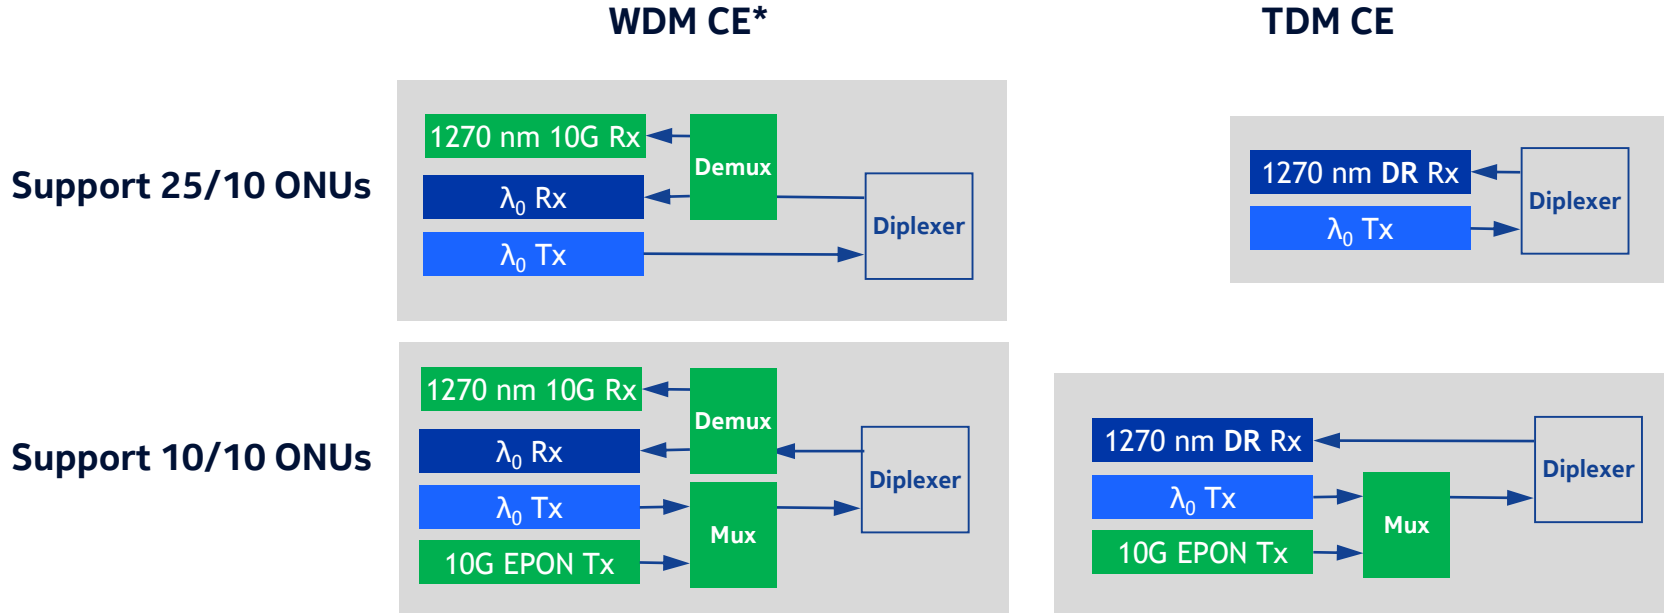 WDM CE*
TDM CE
Support 25/10 ONUs
1270 nm 10G Rx
λ0 Rx
λ0 Tx
Demux
Diplexer
1270 nm DR Rx
λ0 Tx
Diplexer
Support 10/10 ONUs
1270 nm 10G Rx
λ0 Rx
λ0 Tx
10G EPON Tx
Demux
Mux
Diplexer
1270 nm DR Rx
λ0 Tx
10G EPON Tx
Mux
Diplexer